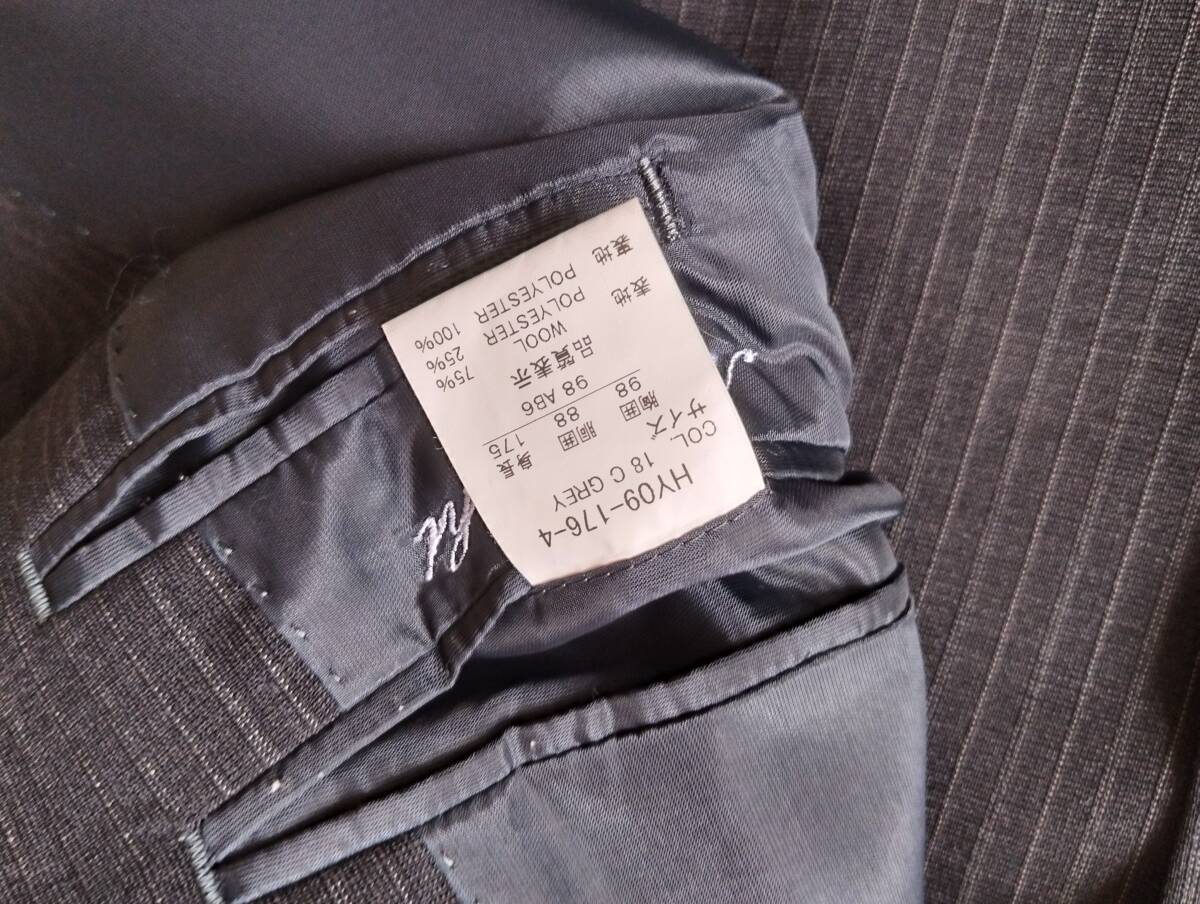 HY09-176-4
COL. 18 C GREY
サイズ
胸囲 胴囲 身長
98 88 175
98 AB6
品質表示
表地 WOOL 75%
POLYESTER 25%
裏地 POLYESTER 100%